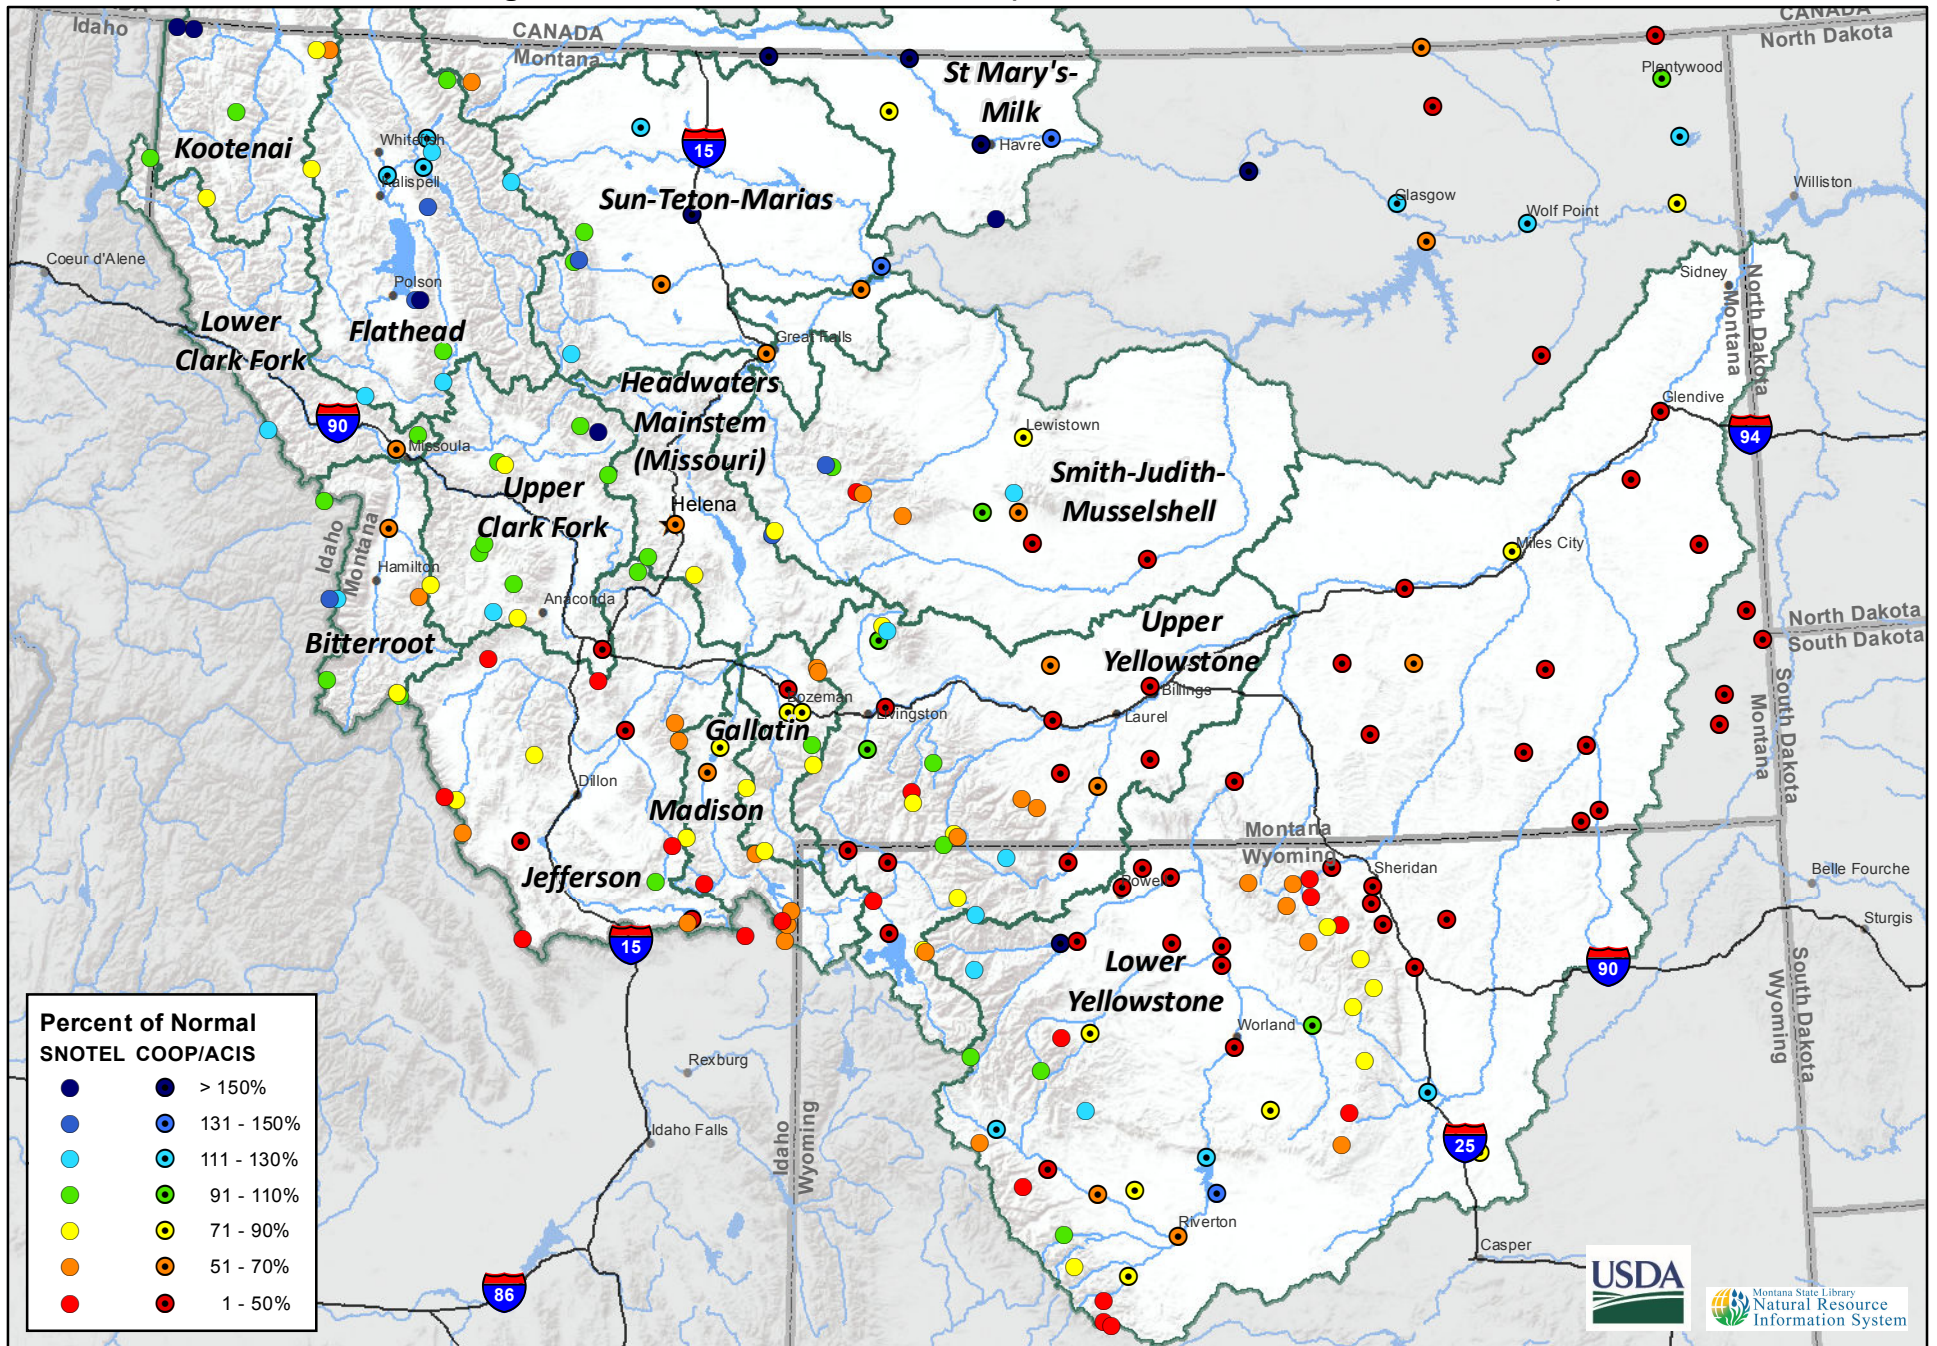 Idaho
CANADA
Montana
CANADA
North Dakota
St Mary's-
Milk
Plentywood
Kootenai
Whitefish
15
Havre
Kalispell
Sun-Teton-Marias
Glasgow
Wolf Point
Williston
Coeur d'Alene
Polson
Sidney
North Dakota
Montana
Lower
Clark Fork
Flathead
Great Falls
Headwaters
Mainstem
(Missouri)
Glendive
90
94
Missoula
Lewistown
Smith-Judith-
Musselshell
Upper
Clark Fork
Helena
Idaho
Montana
Miles City
Hamilton
Anaconda
North Dakota
South Dakota
Bitterroot
Upper
Yellowstone
Billings
Bozeman
Livingston
Laurel
Gallatin
South Dakota
Montana
Dillon
Madison
Montana
Wyoming
Jefferson
Powell
Sheridan
Belle Fourche
Sturgis
15
Lower
Yellowstone
90
South Dakota
Wyoming
Worland
Percent of Normal
SNOTEL COOP/ACIS
> 150%
131 - 150%
111 - 130%
91 - 110%
71 - 90%
51 - 70%
1 - 50%
Rexburg
Idaho Falls
Idaho
Wyoming
25
Riverton
Casper
86
USDA
Montana State Library
Natural Resource
Information System